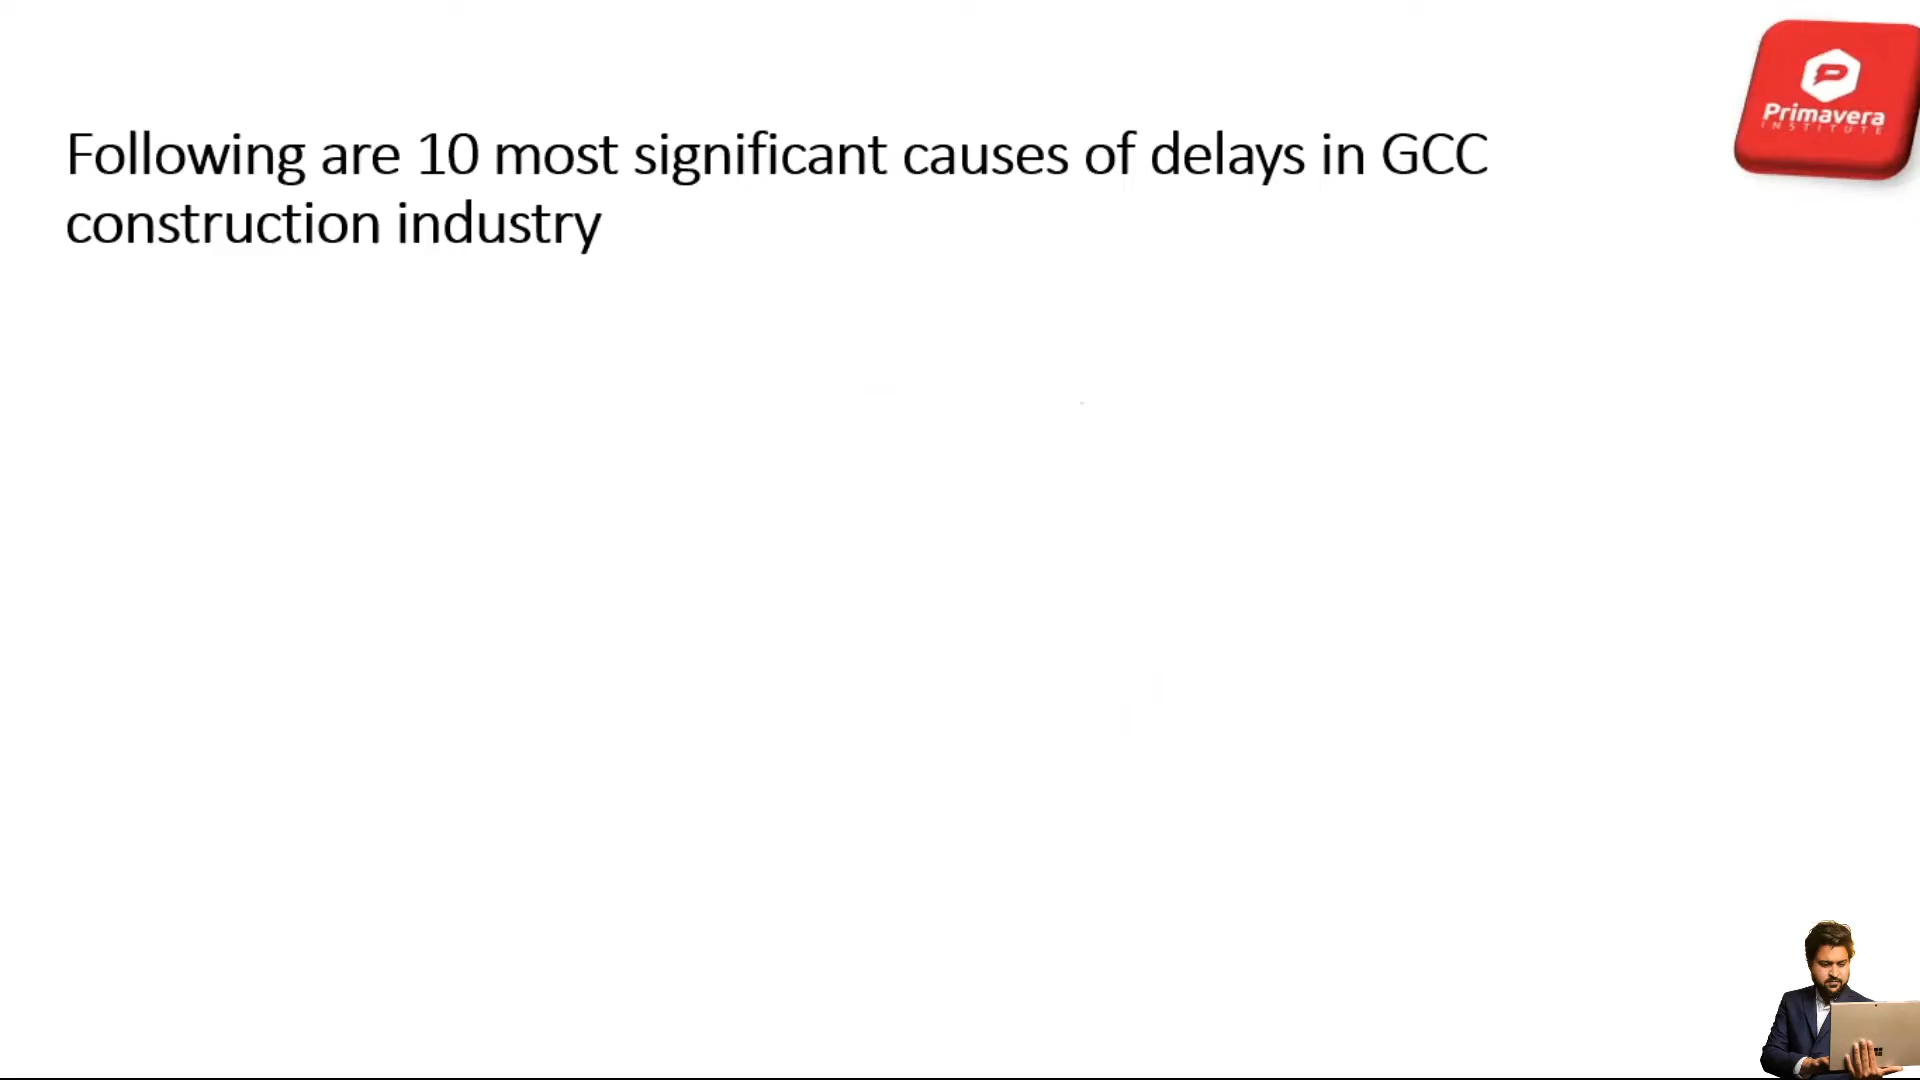 Following are 10 most significant causes of delays in GCC
construction industry
Primavera
INSTITUTE